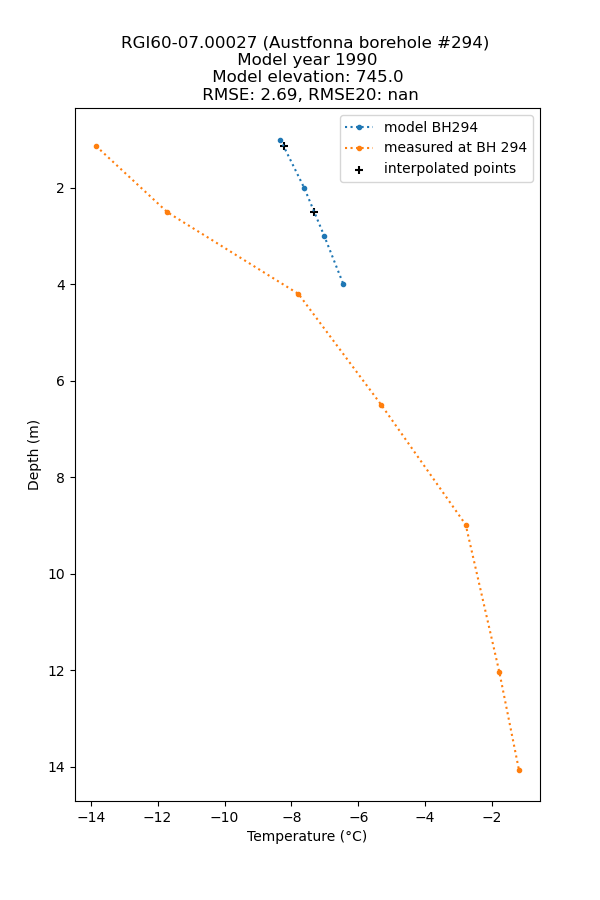 RGI60-07.00027 (Austfonna borehole #294)
Model year 1990
Model elevation: 745.0
RMSE: 2.69, RMSE20: nan
model BH294
measured at BH 294
interpolated points
2
4
6
8
10
12
14
Depth (m)
−14 −12 −10 −8 −6 −4 −2
Temperature (°C)